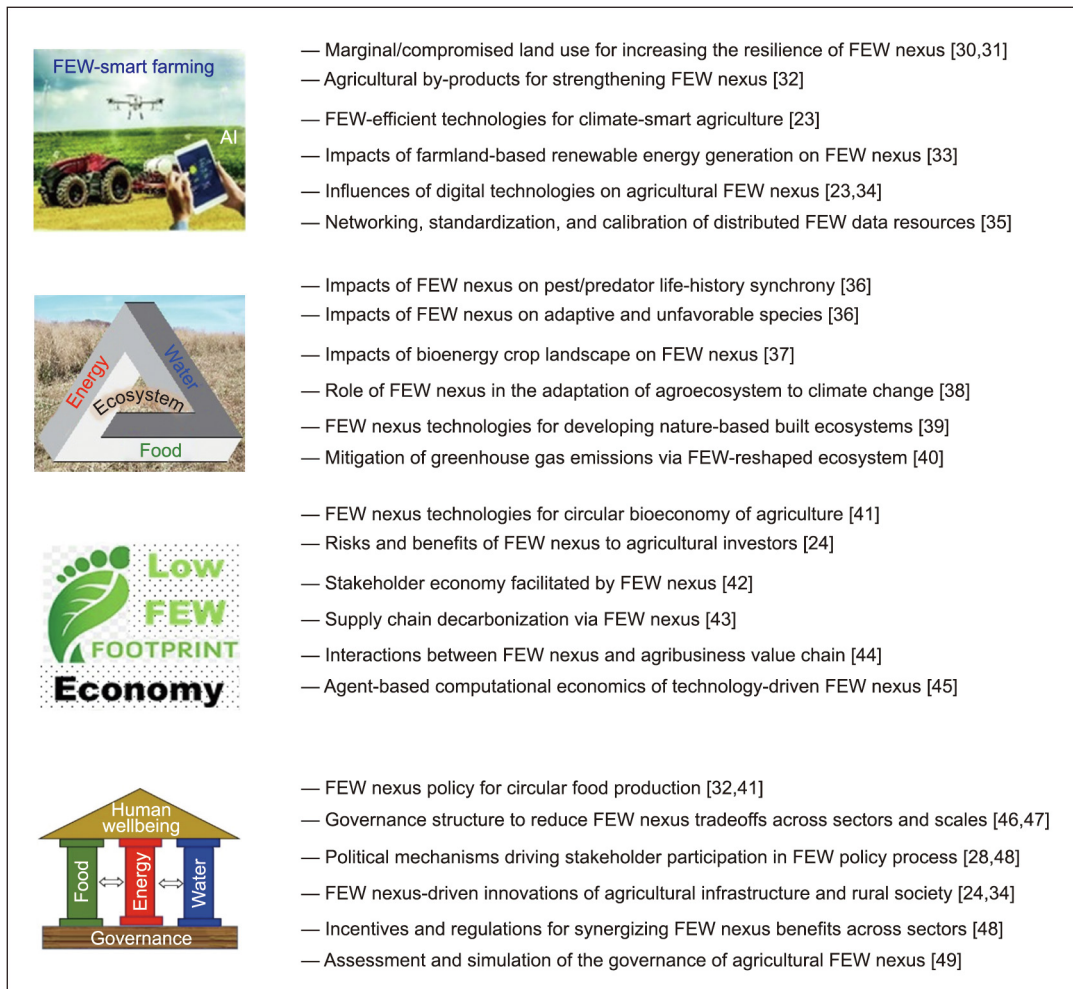 FEW-smart farming
AI
— Marginal/compromised land use for increasing the resilience of FEW nexus [30,31]
— Agricultural by-products for strengthening FEW nexus [32]
— FEW-efficient technologies for climate-smart agriculture [23]
— Impacts of farmland-based renewable energy generation on FEW nexus [33]
— Influences of digital technologies on agricultural FEW nexus [23,34]
— Networking, standardization, and calibration of distributed FEW data resources [35]
Energy
Water
Ecosystem
Food
— Impacts of FEW nexus on pest/predator life-history synchrony [36]
— Impacts of FEW nexus on adaptive and unfavorable species [36]
— Impacts of bioenergy crop landscape on FEW nexus [37]
— Role of FEW nexus in the adaptation of agroecosystem to climate change [38]
— FEW nexus technologies for developing nature-based built ecosystems [39]
— Mitigation of greenhouse gas emissions via FEW-reshaped ecosystem [40]
Low
FEW
FOOTPRINT
Economy
— FEW nexus technologies for circular bioeconomy of agriculture [41]
— Risks and benefits of FEW nexus to agricultural investors [24]
— Stakeholder economy facilitated by FEW nexus [42]
— Supply chain decarbonization via FEW nexus [43]
— Interactions between FEW nexus and agribusiness value chain [44]
— Agent-based computational economics of technology-driven FEW nexus [45]
Human
wellbeing
Food
Energy
Water
Governance
— FEW nexus policy for circular food production [32,41]
— Governance structure to reduce FEW nexus tradeoffs across sectors and scales [46,47]
— Political mechanisms driving stakeholder participation in FEW policy process [28,48]
— FEW nexus-driven innovations of agricultural infrastructure and rural society [24,34]
— Incentives and regulations for synergizing FEW nexus benefits across sectors [48]
— Assessment and simulation of the governance of agricultural FEW nexus [49]